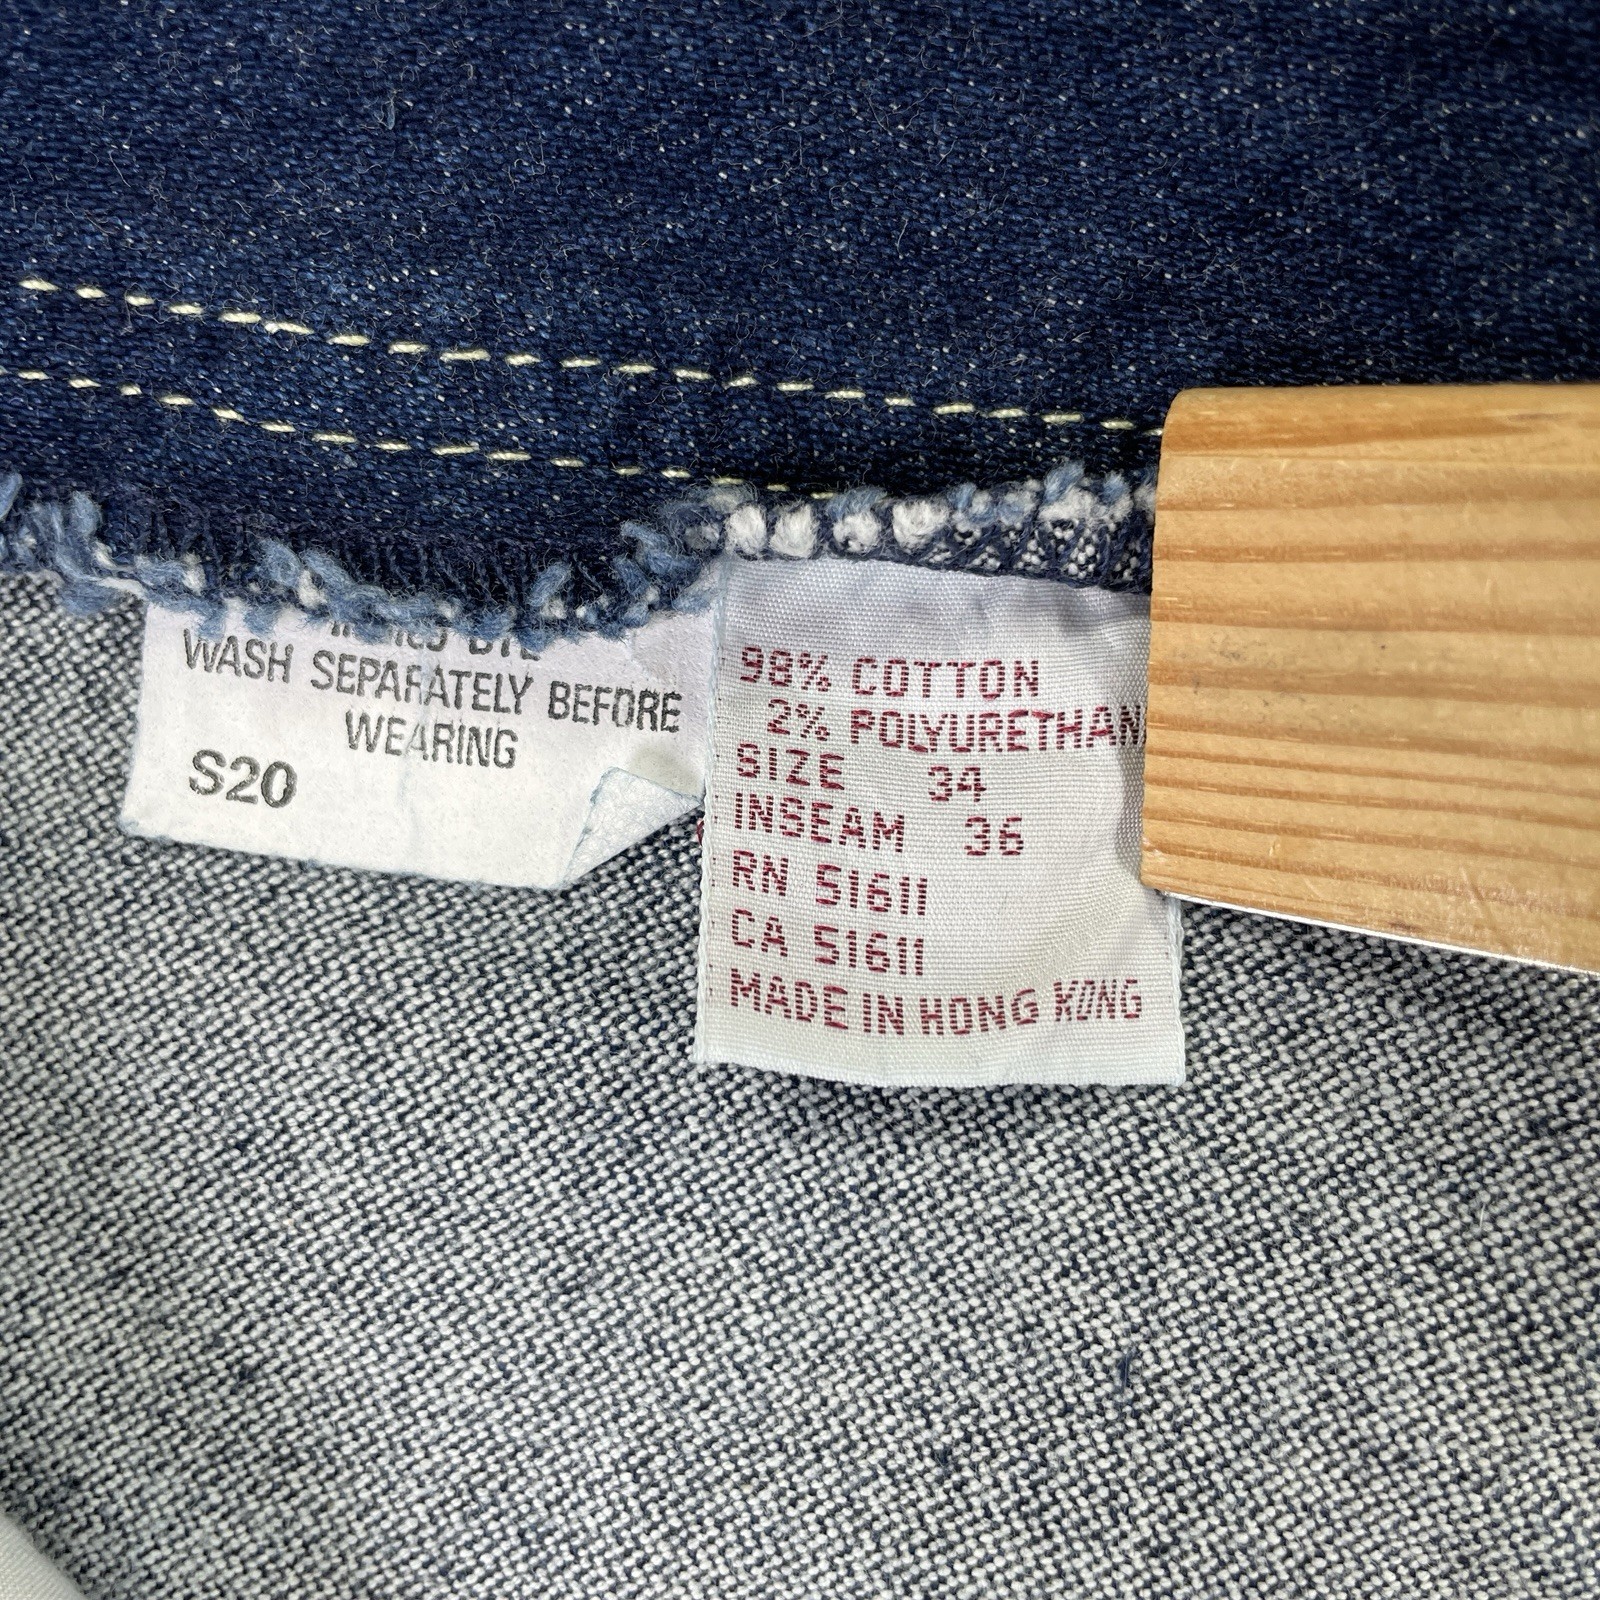 WASH SEPARATELY BEFORE
WEARING
S20
98% COTTON
2% POLYURETHAN
SIZE 34
INSEAM 36
RN 51611
CA 51611
MADE IN HONG KONG